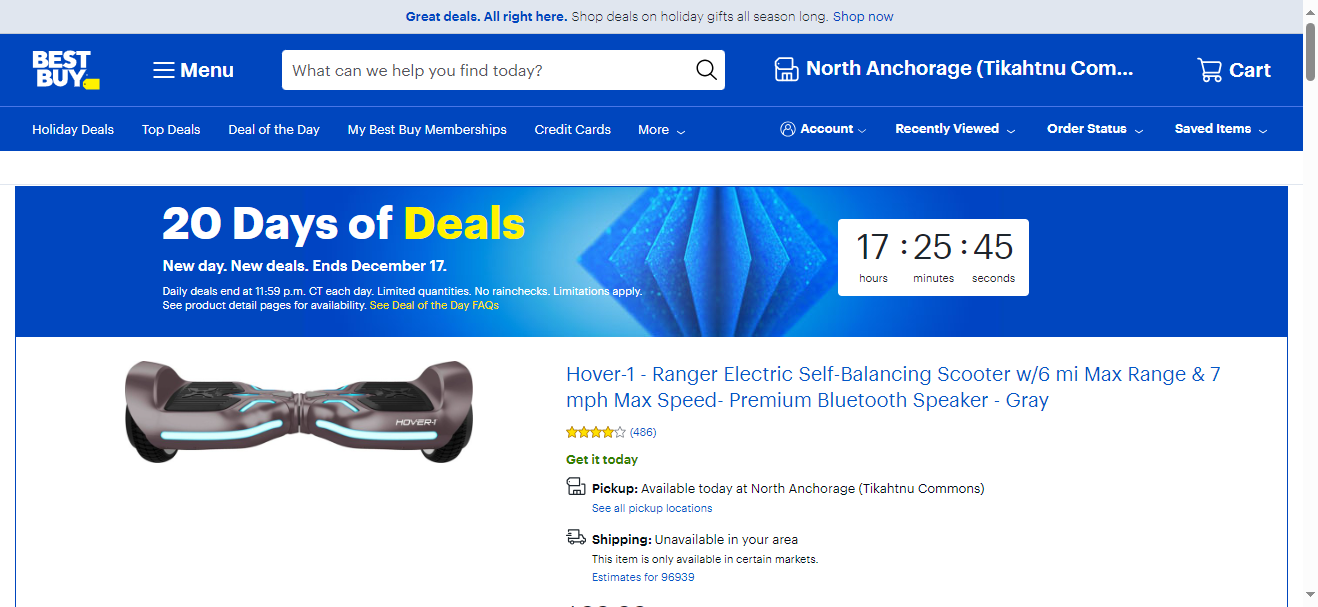 Great deals. All right here. Shop deals on holiday gifts all season long. Shop now
BEST BUY
Menu
What can we help you find today?
North Anchorage (Tikahtnu Com...
Cart
Holiday Deals
Top Deals
Deal of the Day
My Best Buy Memberships
Credit Cards
More
Account
Recently Viewed
Order Status
Saved Items
20 Days of Deals
New day. New deals. Ends December 17.
Daily deals end at 11:59 p.m. CT each day. Limited quantities. No rainchecks. Limitations apply.
See product detail pages for availability. See Deal of the Day FAQs
17 : 25 : 45
hours minutes seconds
HOVER-1
Hover-1 - Ranger Electric Self-Balancing Scooter w/6 mi Max Range & 7
mph Max Speed- Premium Bluetooth Speaker - Gray
(486)
Get it today
Pickup: Available today at North Anchorage (Tikahtnu Commons)
See all pickup locations
Shipping: Unavailable in your area
This item is only available in certain markets.
Estimates for 96939